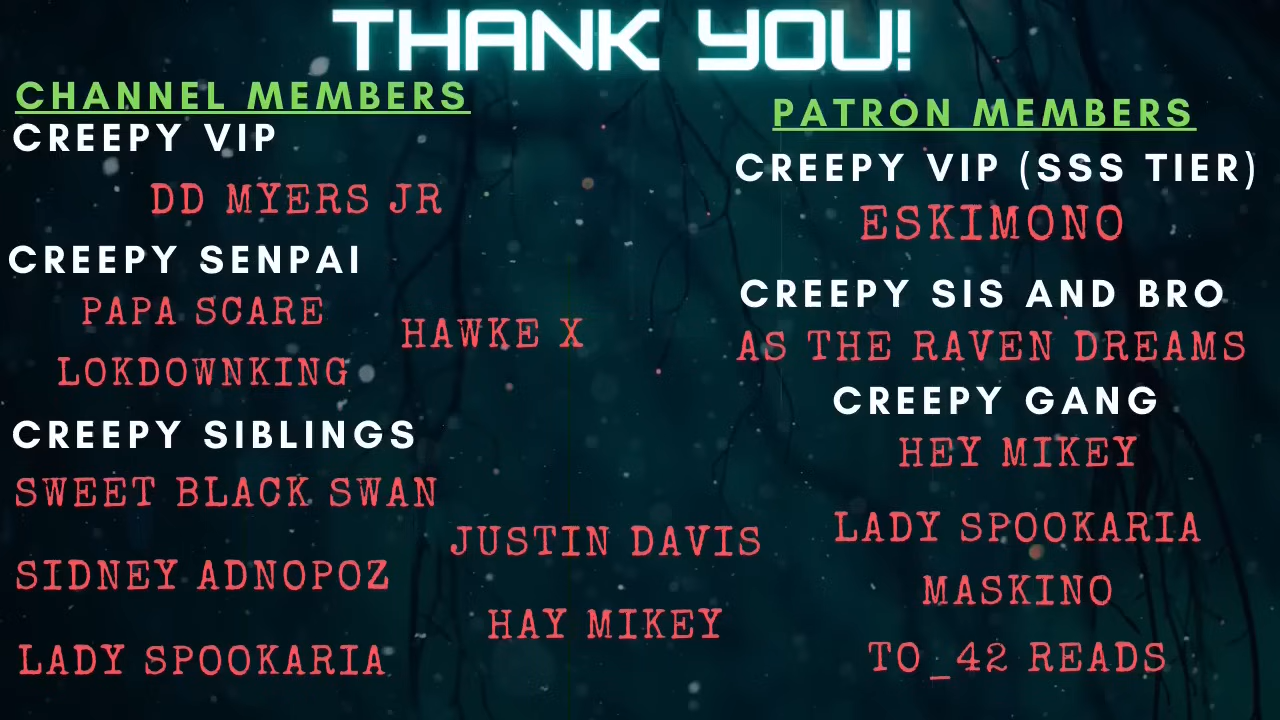 THANK YOU!
CHANNEL MEMBERS
CREEPY VIP
DD MYERS JR
CREEPY SENPAI
PAPA SCARE
HAWKE X
LOKDOWNKING
CREEPY SIBLINGS
SWEET BLACK SWAN
JUSTIN DAVIS
SIDNEY ADNOPOZ
HAY MIKEY
LADY SPOOKARIA
PATRON MEMBERS
CREEPY VIP (SSS TIER)
ESKIMONO
CREEPY SIS AND BRO
AS THE RAVEN DREAMS
CREEPY GANG
HEY MIKEY
LADY SPOOKARIA
MASKINO
TO_42 READS